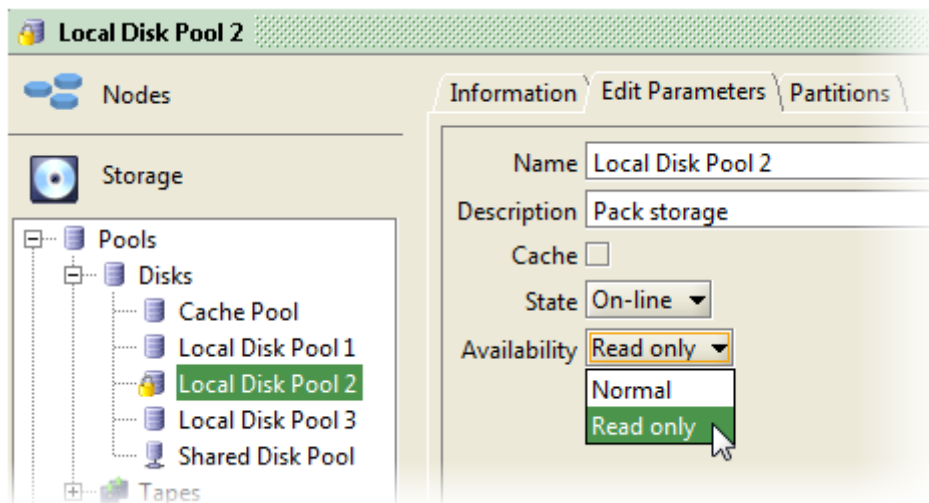 Local Disk Pool 2
Nodes
Storage
Pools
Disks
Cache Pool
Local Disk Pool 1
Local Disk Pool 2
Local Disk Pool 3
Shared Disk Pool
Tapes
Information Edit Parameters Partitions
Name Local Disk Pool 2
Description Pack storage
Cache
State On-line
Availability Read only
Normal
Read only